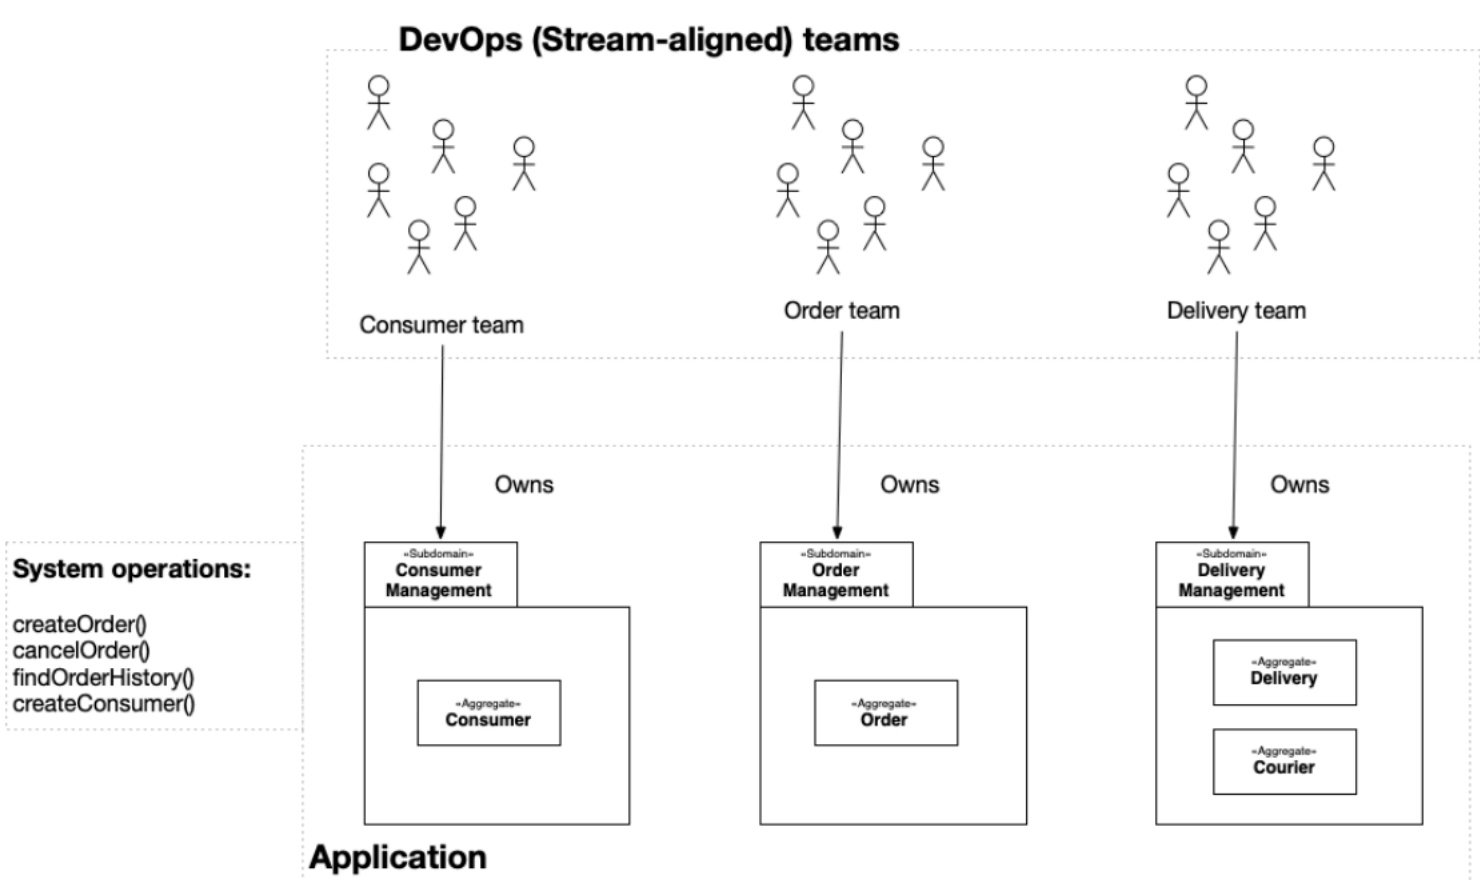 DevOps (Stream-aligned) teams
Consumer team
Order team
Delivery team
Owns
Owns
Owns
System operations:
createOrder()
cancelOrder()
findOrderHistory()
createConsumer()
«Subdomain»
Consumer
Management
«Aggregate»
Consumer
«Subdomain»
Order
Management
«Aggregate»
Order
«Subdomain»
Delivery
Management
«Aggregate»
Delivery
«Aggregate»
Courier
Application